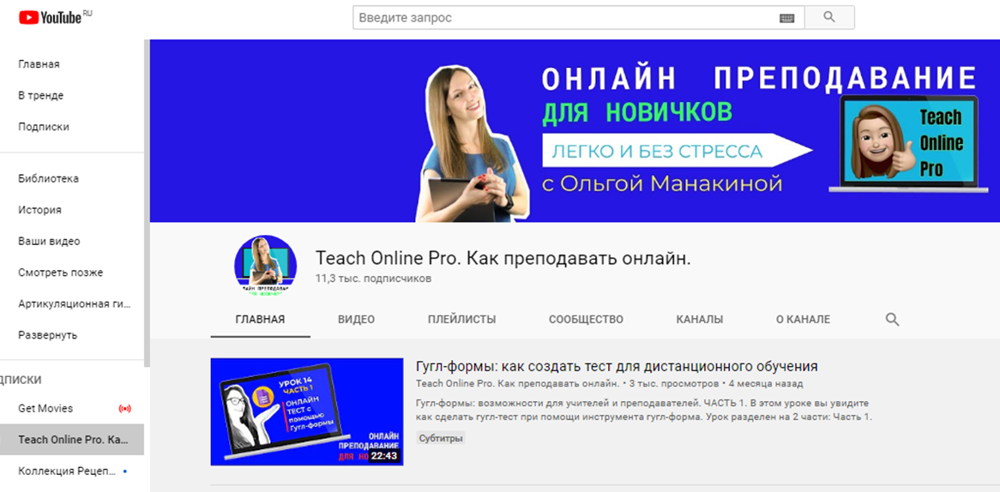 YouTube RU
Введите запрос
Главная
В тренде
Подписки
Библиотека
История
Ваши видео
Смотреть позже
Артикуляционная ги...
Развернуть
ДПИСКИ
Get Movies
Teach Online Pro. Ка...
Коллекция Рецеп...
ОНЛАЙН ПРЕПОДАВАНИЕ
ДЛЯ НОВИЧКОВ
ЛЕГКО И БЕЗ СТРЕССА
с Ольгой Манакиной
Teach
Online
Pro
Teach Online Pro. Как преподавать онлайн.
11,3 тыс. подписчиков
ГЛАВНАЯ ВИДЕО ПЛЕЙЛИСТЫ СООБЩЕСТВО КАНАЛЫ О КАНАЛЕ
УРОК 14
ЧАСТЬ 1
ОНЛАЙН
ТЕСТ с
помощью
Гугл-формы
ОНЛАЙН
ПРЕПОДАВАНИЕ
ДЛЯ
22:43
Гугл-формы: как создать тест для дистанционного обучения
Teach Online Pro. Как преподавать онлайн. • 3 тыс. просмотров • 4 месяца назад
Гугл-формы: возможности для учителей и преподавателей. ЧАСТЬ 1. В этом уроке вы увидите
как сделать гугл-тест при помощи инструмента гугл-форма. Урок разделен на 2 части: Часть 1.
Субтитры